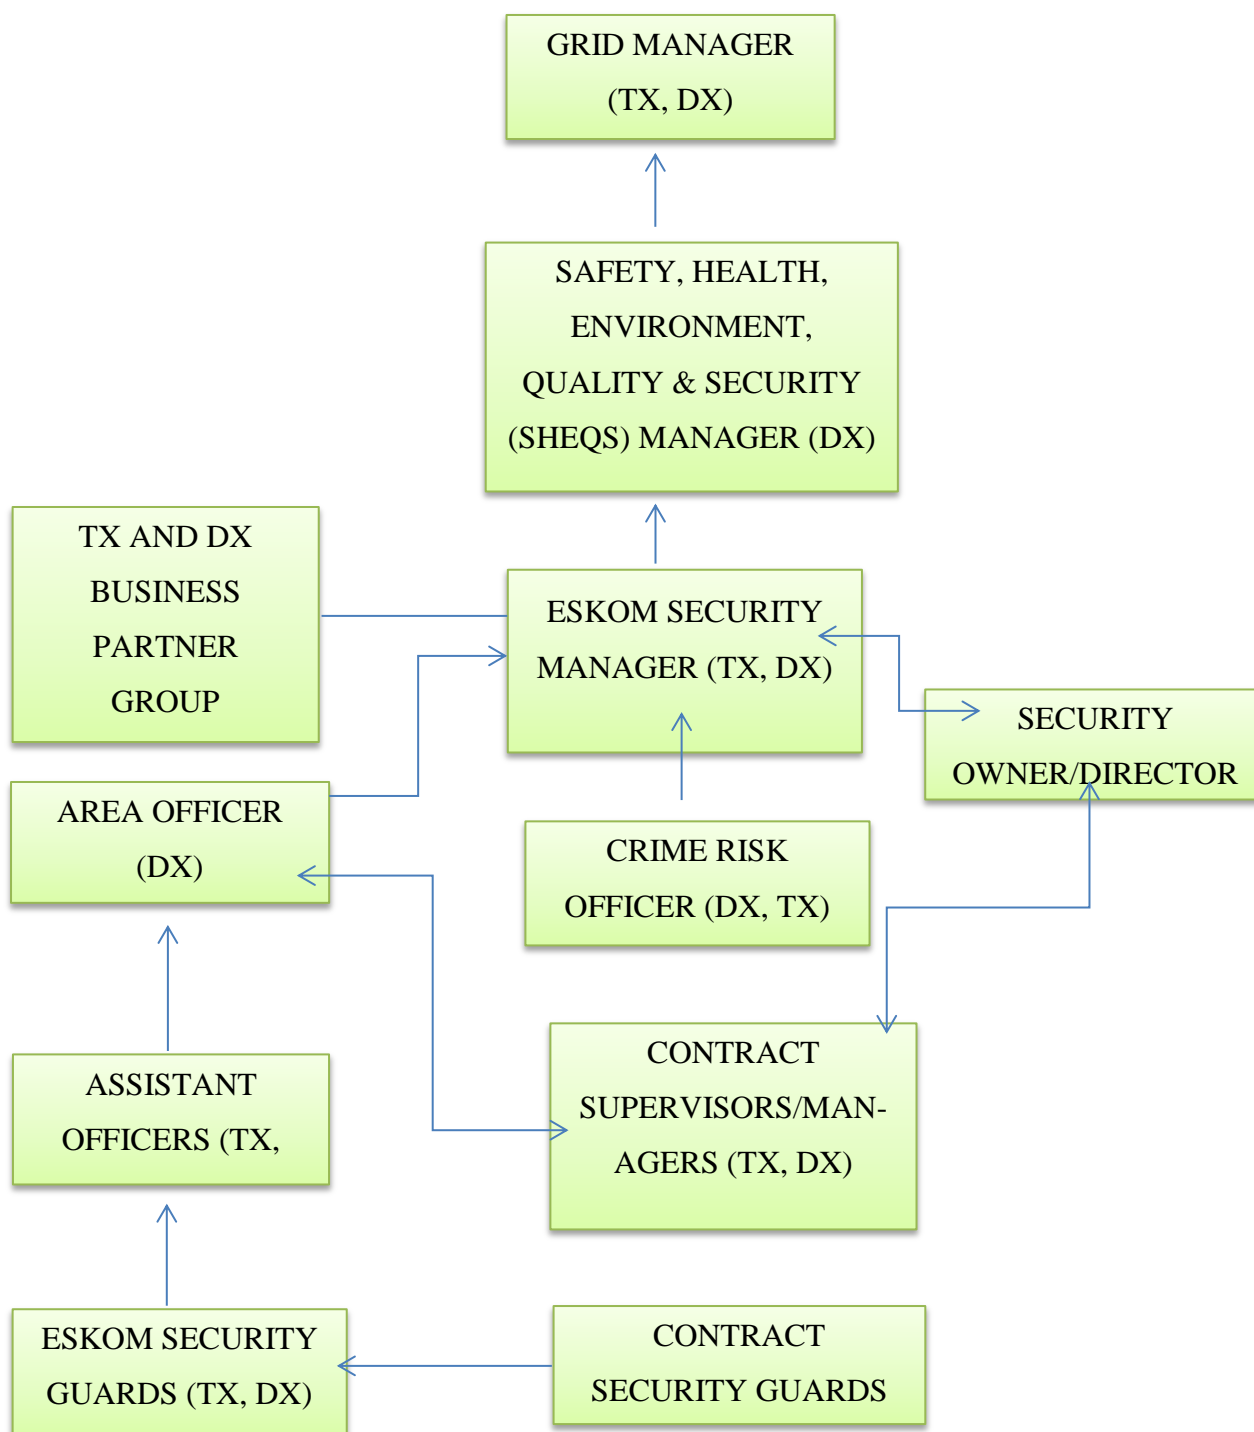 GRID MANAGER
(TX, DX)
SAFETY, HEALTH,
ENVIRONMENT,
QUALITY & SECURITY
(SHEQS) MANAGER (DX)
TX AND DX
BUSINESS
PARTNER
GROUP
ESKOM SECURITY
MANAGER (TX, DX)
SECURITY
OWNER/DIRECTOR
AREA OFFICER
(DX)
CRIME RISK
OFFICER (DX, TX)
ASSISTANT
OFFICERS (TX,
CONTRACT
SUPERVISORS/MAN-
AGERS (TX, DX)
ESKOM SECURITY
GUARDS (TX, DX)
CONTRACT
SECURITY GUARDS